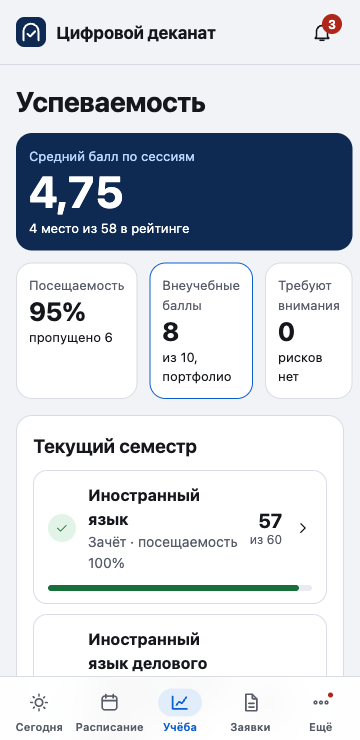 Цифровой деканат
3
Успеваемость
Средний балл по сессиям
4,75
4 место из 58 в рейтинге
Посещаемость
95%
пропущено 6
Внеучебные
баллы
8
из 10,
портфолио
Требуют
внимания
0
рисков
нет
Текущий семестр
Иностранный
язык
Зачёт · посещаемость
100%
57
из 60
Иностранный
язык делового
Сегодня
Расписание
Учёба
Заявки
Ещё